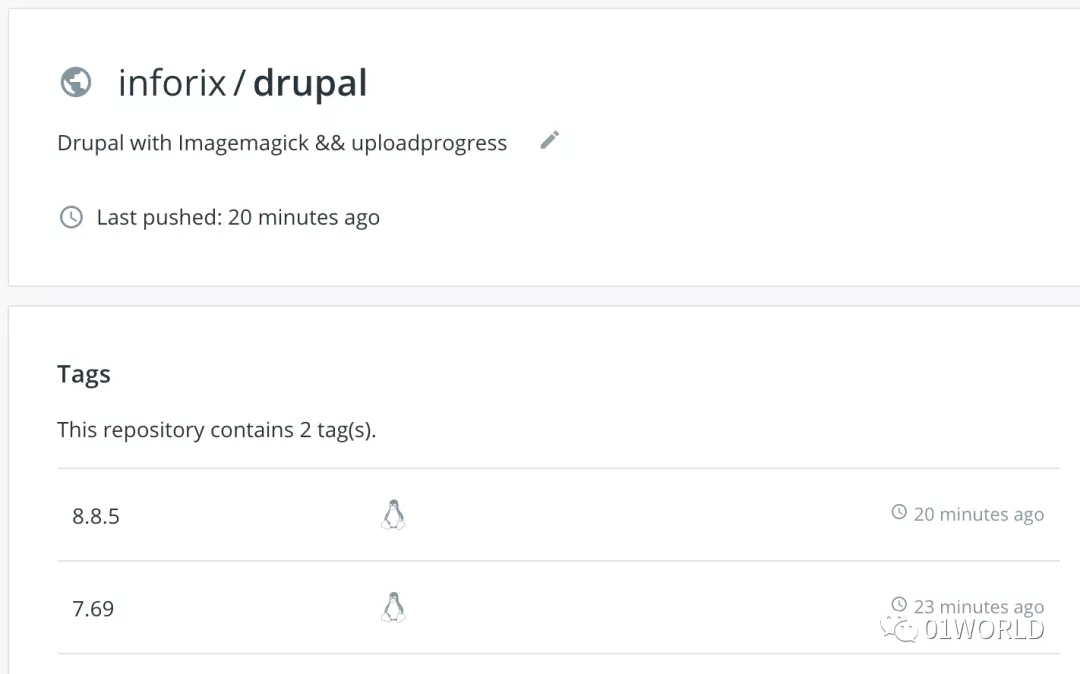 inforix / drupal
Drupal with Imagemagick && uploadprogress
Last pushed: 20 minutes ago
Tags
This repository contains 2 tag(s).
8.8.5 20 minutes ago
7.69 23 minutes ago
01WORLD